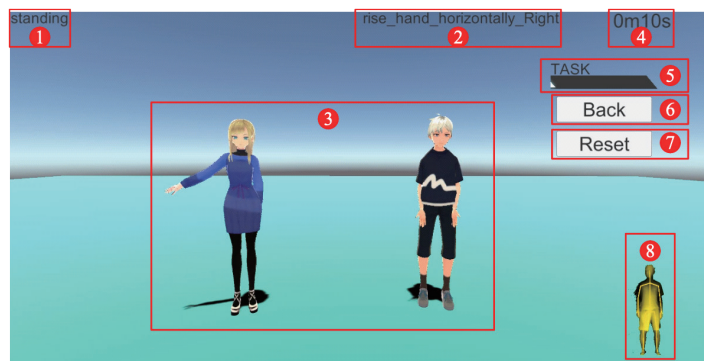 standing
1
rise_hand_horizontally_Right
2
0m10s
4
TASK
5
Back
6
Reset
7
3
8